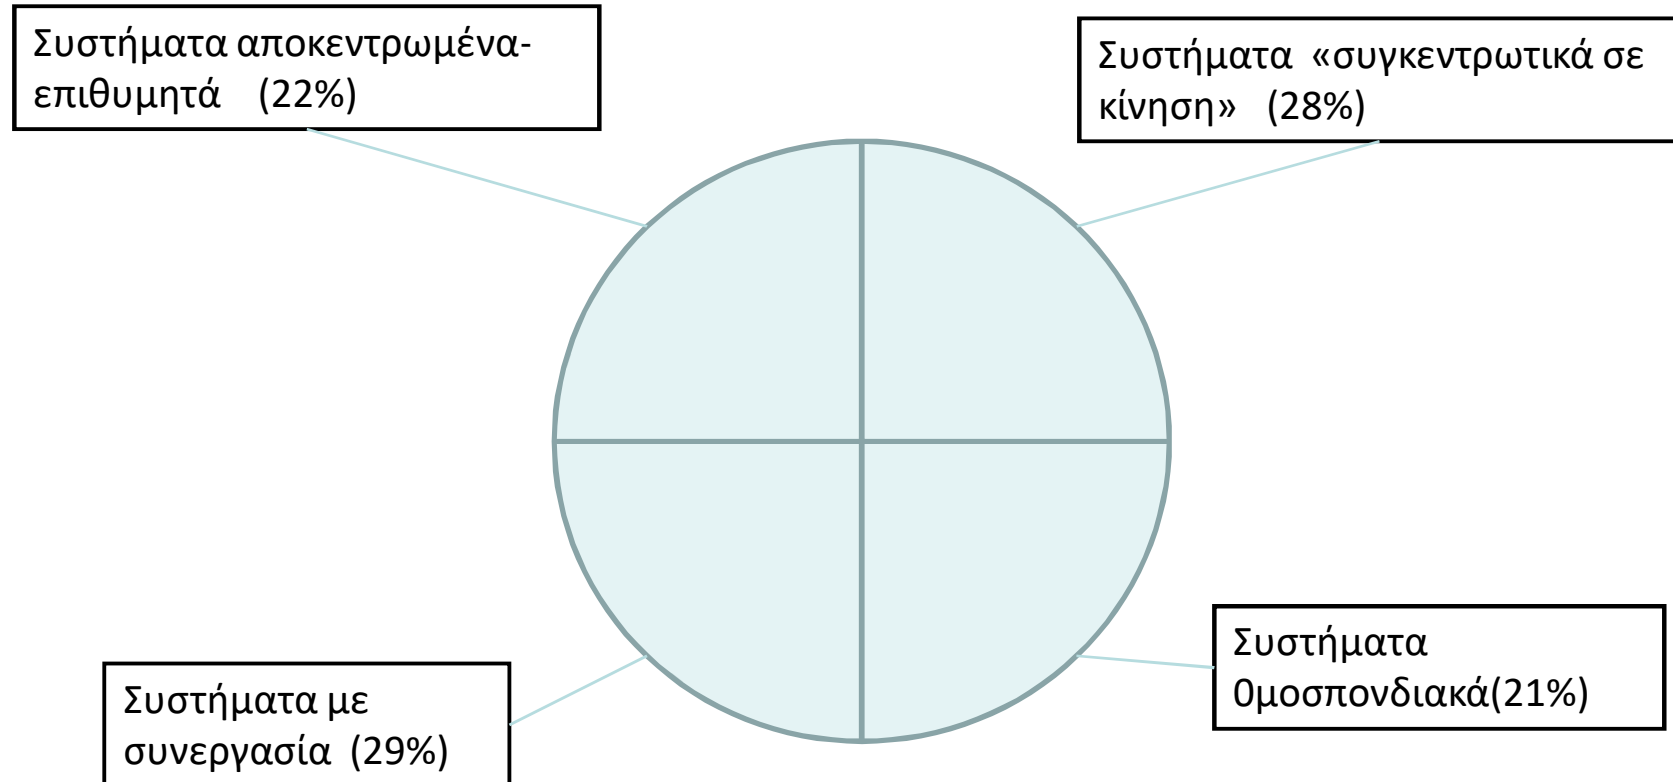 Συστήματα αποκεντρωμένα-
επιθυμητά (22%)
Συστήματα «συγκεντρωτικά σε
κίνηση» (28%)
Συστήματα με
συνεργασία (29%)
Συστήματα
0μοσπονδιακά(21%)